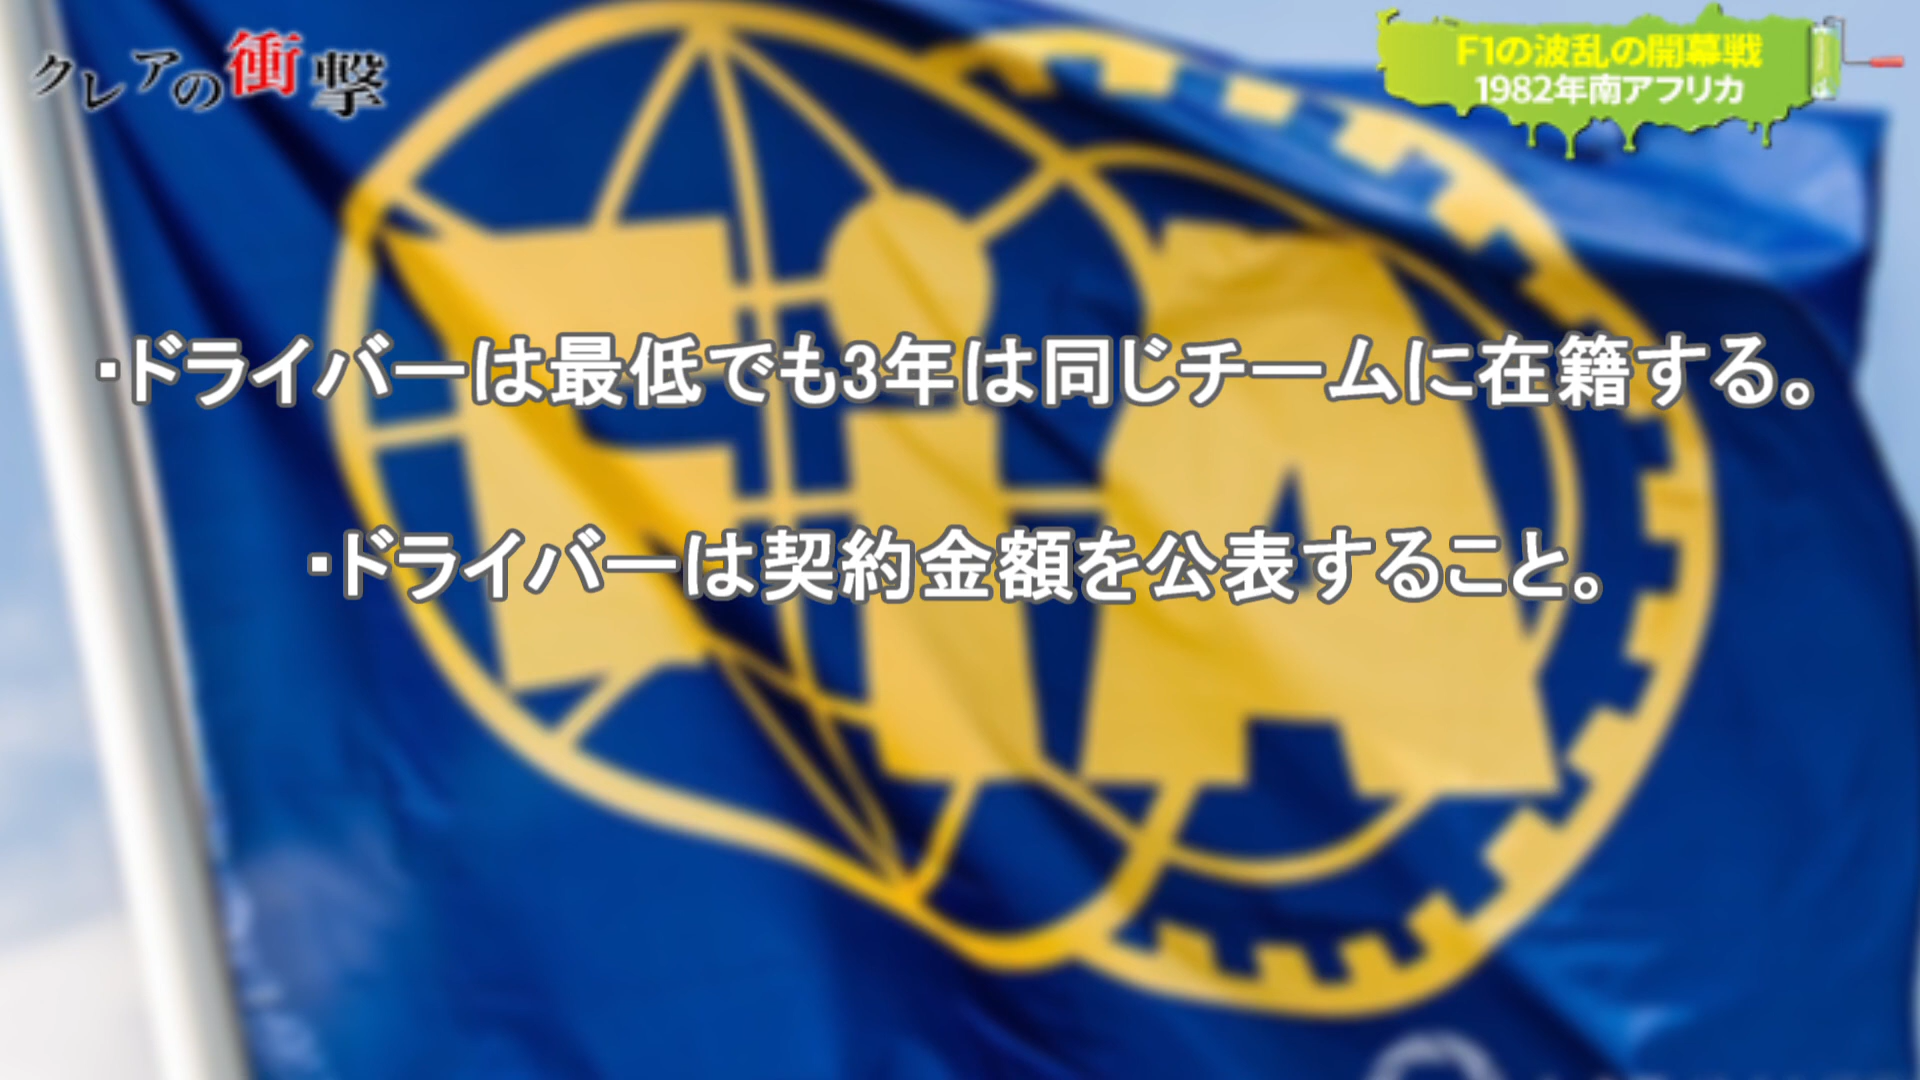 クレアの衝撃
F1の波乱の開幕戦
1982年南アフリカ
・ドライバーは最低でも3年は同じチームに在籍する。
・ドライバーは契約金額を公表すること。
FIA